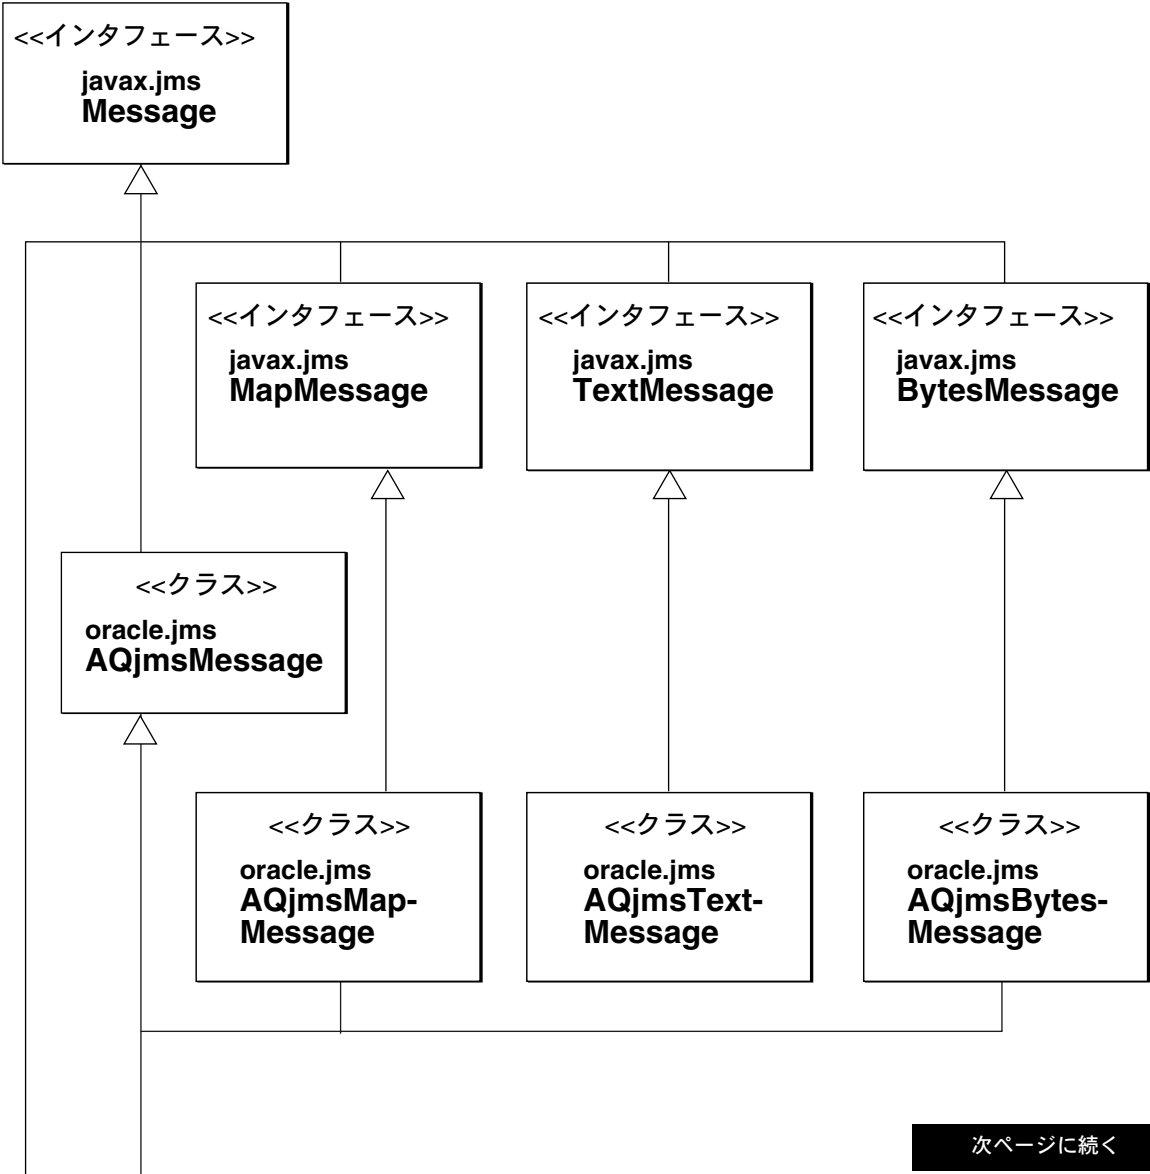 <<インタフェース>>
javax.jms
Message
<<インタフェース>>
javax.jms
MapMessage
<<インタフェース>>
javax.jms
TextMessage
<<インタフェース>>
javax.jms
BytesMessage
<<クラス>>
oracle.jms
AQjmsMessage
<<クラス>>
oracle.jms
AQjmsMap-
Message
<<クラス>>
oracle.jms
AQjmsText-
Message
<<クラス>>
oracle.jms
AQjmsBytes-
Message
次ページに続く